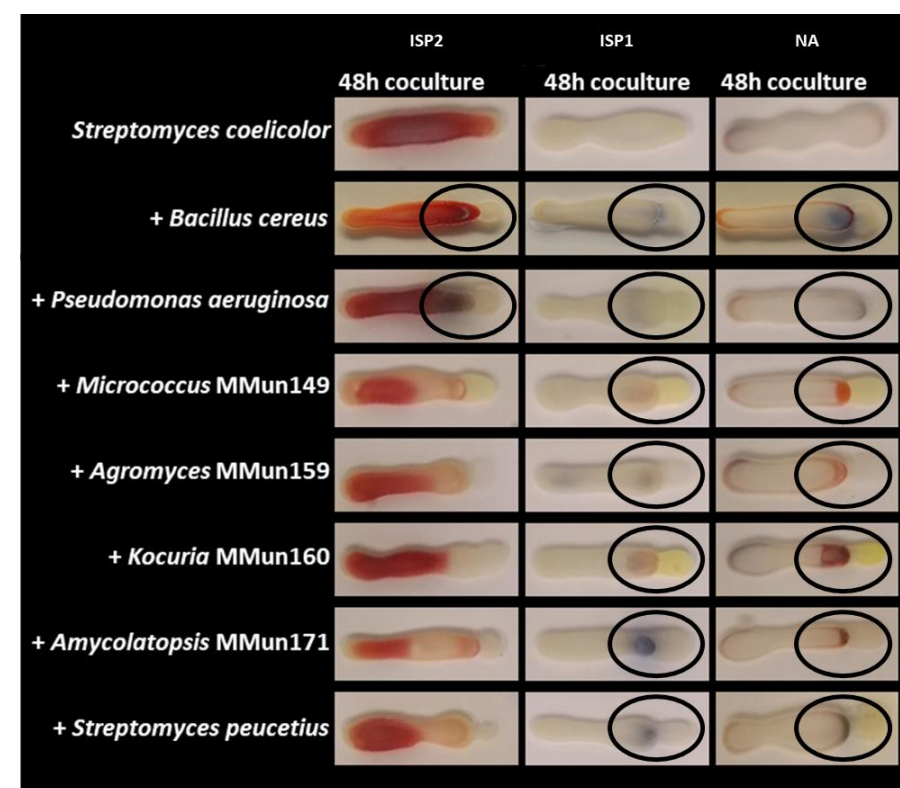 ISP2 ISP1 NA
48h coculture 48h coculture 48h coculture
Streptomyces coelicolor
+ Bacillus cereus
+ Pseudomonas aeruginosa
+ Micrococcus MMun149
+ Agromyces MMun159
+ Kocuria MMun160
+ Amycolatopsis MMun171
+ Streptomyces peucetius